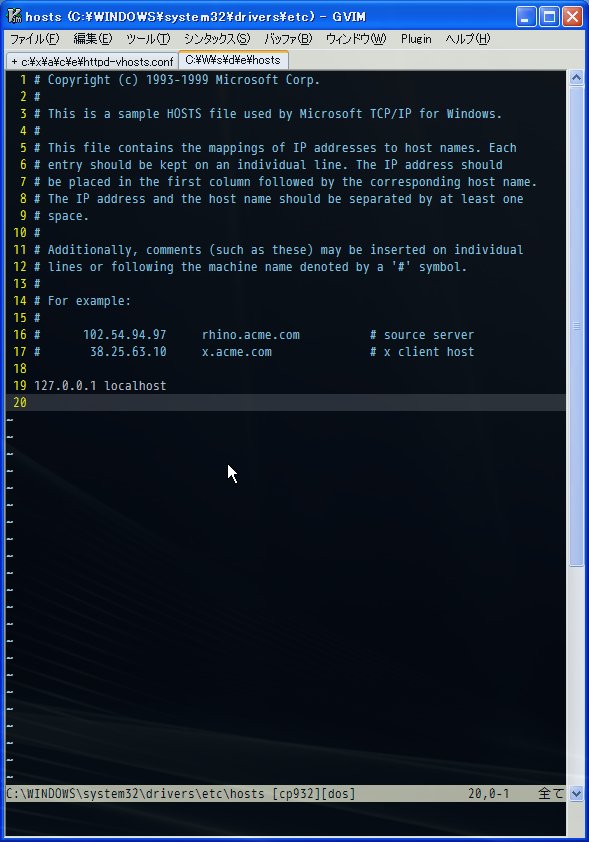 hosts (C:¥WINDOWS¥system32¥drivers¥etc) - GVIM
ファイル(F) 編集(E) ツール(T) シンタックス(S) バッファ(B) ウィンドウ(W) Plugin ヘルプ(H)
+ c:¥x¥a¥c¥e¥httpd-vhosts.conf C:¥W¥s¥d¥e¥hosts
1 # Copyright (c) 1993-1999 Microsoft Corp.
2 #
3 # This is a sample HOSTS file used by Microsoft TCP/IP for Windows.
4 #
5 # This file contains the mappings of IP addresses to host names. Each
6 # entry should be kept on an individual line. The IP address should
7 # be placed in the first column followed by the corresponding host name.
8 # The IP address and the host name should be separated by at least one
9 # space.
10 #
11 # Additionally, comments (such as these) may be inserted on individual
12 # lines or following the machine name denoted by a '#' symbol.
13 #
14 # For example:
15 #
16 #      102.54.94.97     rhino.acme.com          # source server
17 #       38.25.63.10     x.acme.com              # x client host
18
19 127.0.0.1 localhost
20
C:\WINDOWS\system32\drivers\etc\hosts [cp932][dos] 20,0-1 全て